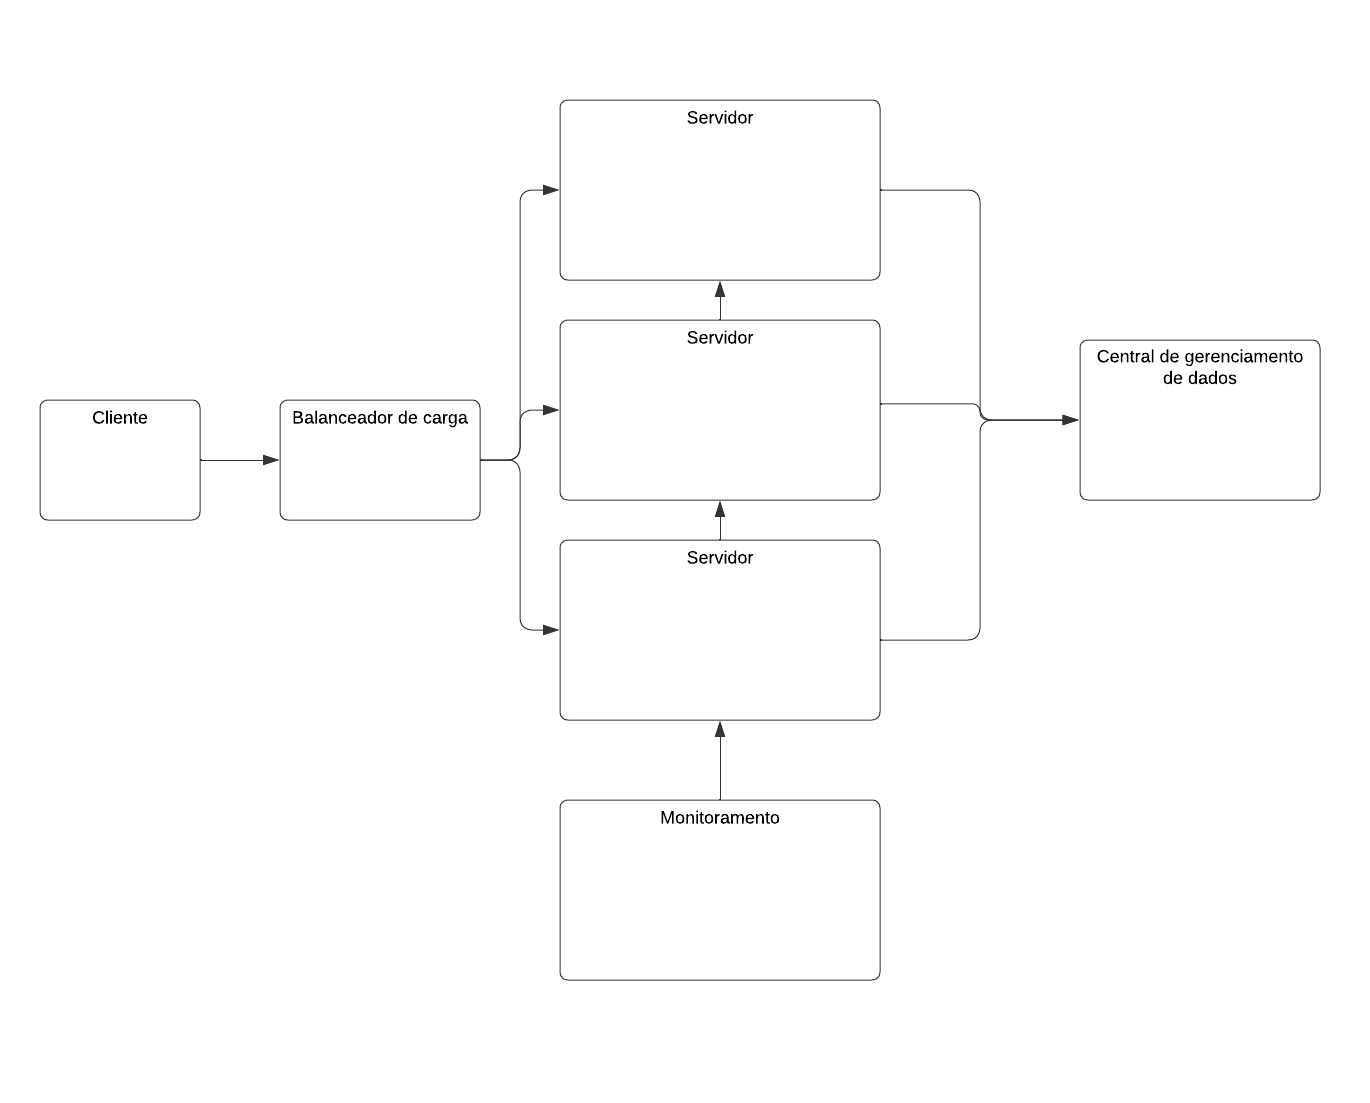 Servidor
Servidor
Central de gerenciamento
de dados
Cliente
Balanceador de carga
Servidor
Monitoramento